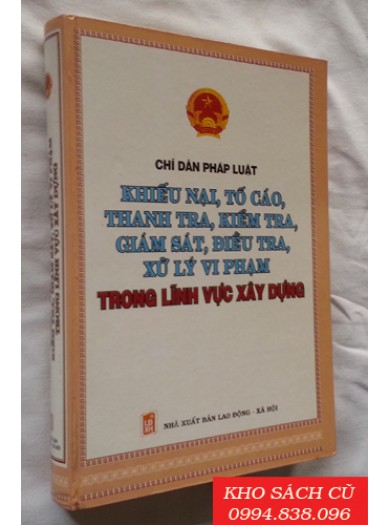 CHỈ DẪN PHÁP LUẬT
KHIẾU NẠI, TỐ CÁO,
THANH TRA, KIỂM TRA,
GIÁM SÁT, ĐIỀU TRA,
XỬ LÝ VI PHẠM
TRONG LĨNH VỰC XÂY DỰNG
NHÀ XUẤT BẢN LAO ĐỘNG - XÃ HỘI
KHO SÁCH CŨ
0994.838.096